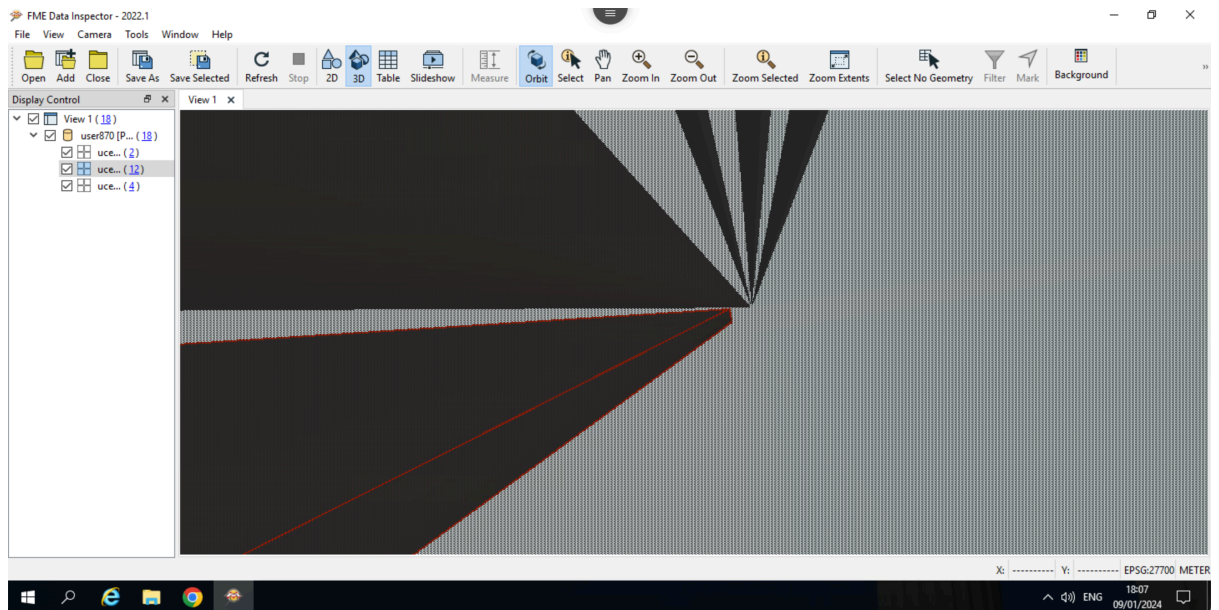 FME Data Inspector - 2022.1
File View Camera Tools Window Help
Open Add Close Save As Save Selected Refresh Stop 2D 3D Table Slideshow Measure Orbit Select Pan Zoom In Zoom Out Zoom Selected Zoom Extents Select No Geometry Filter Mark Background »
Display Control View 1
View 1 (18)
user870 [P... (18)
uce... (2)
uce... (12)
uce... (4)
X: ---------- Y: ---------- EPSG:27700 METER
18:07
ENG
09/01/2024